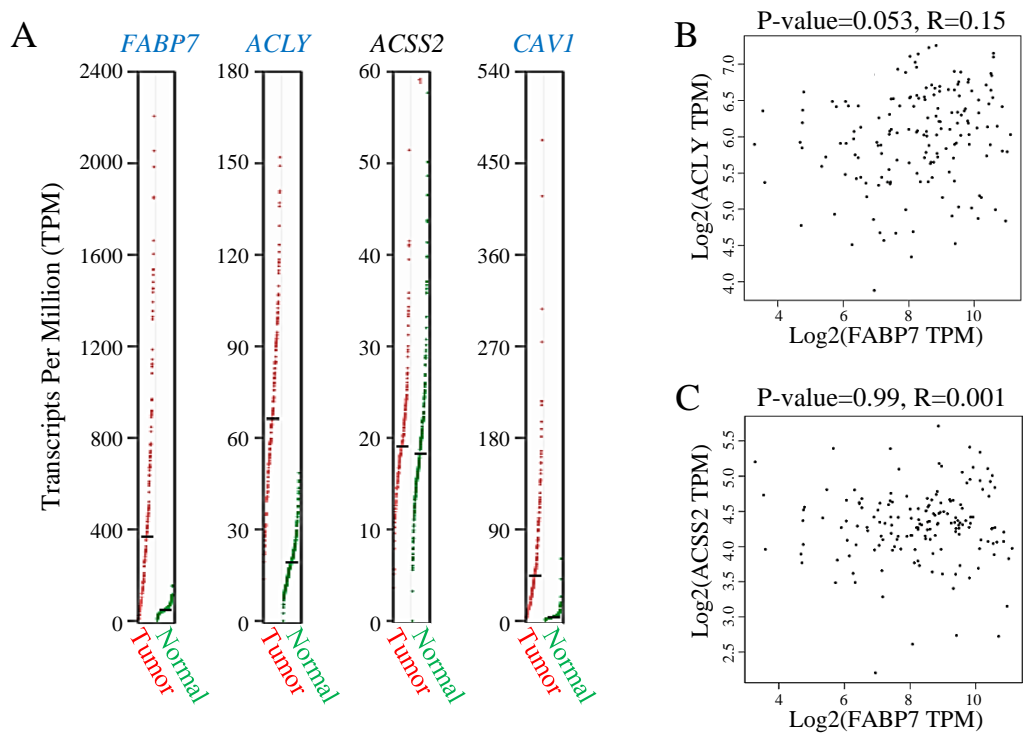 A
FABP7
ACLY
ACSS2
CAV1
Transcripts Per Million (TPM)
2400
2000
1600
1200
800
400
0
Tumor
Normal
180
150
120
90
60
30
0
Tumor
Normal
60
50
40
30
20
10
0
Tumor
Normal
540
450
360
270
180
90
0
Tumor
Normal
B
P-value=0.053, R=0.15
Log2(ACLY TPM)
7.0
6.5
6.0
5.5
5.0
4.5
4.0
4 6 8 10
Log2(FABP7 TPM)
C
P-value=0.99, R=0.001
Log2(ACSS2 TPM)
5.5
5.0
4.5
4.0
3.5
3.0
2.5
4 6 8 10
Log2(FABP7 TPM)